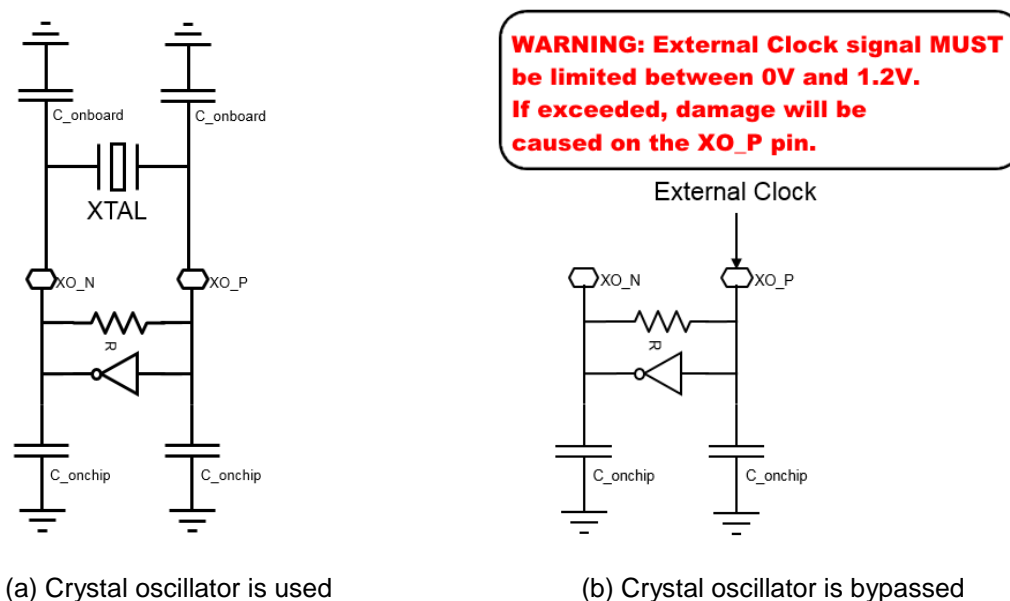 C_onboard
C_onboard
XTAL
XO_N
XO_P
R
C_onchip
C_onchip
(a) Crystal oscillator is used
WARNING: External Clock signal MUST
be limited between 0V and 1.2V.
If exceeded, damage will be
caused on the XO_P pin.
External Clock
XO_N
XO_P
R
C_onchip
C_onchip
(b) Crystal oscillator is bypassed